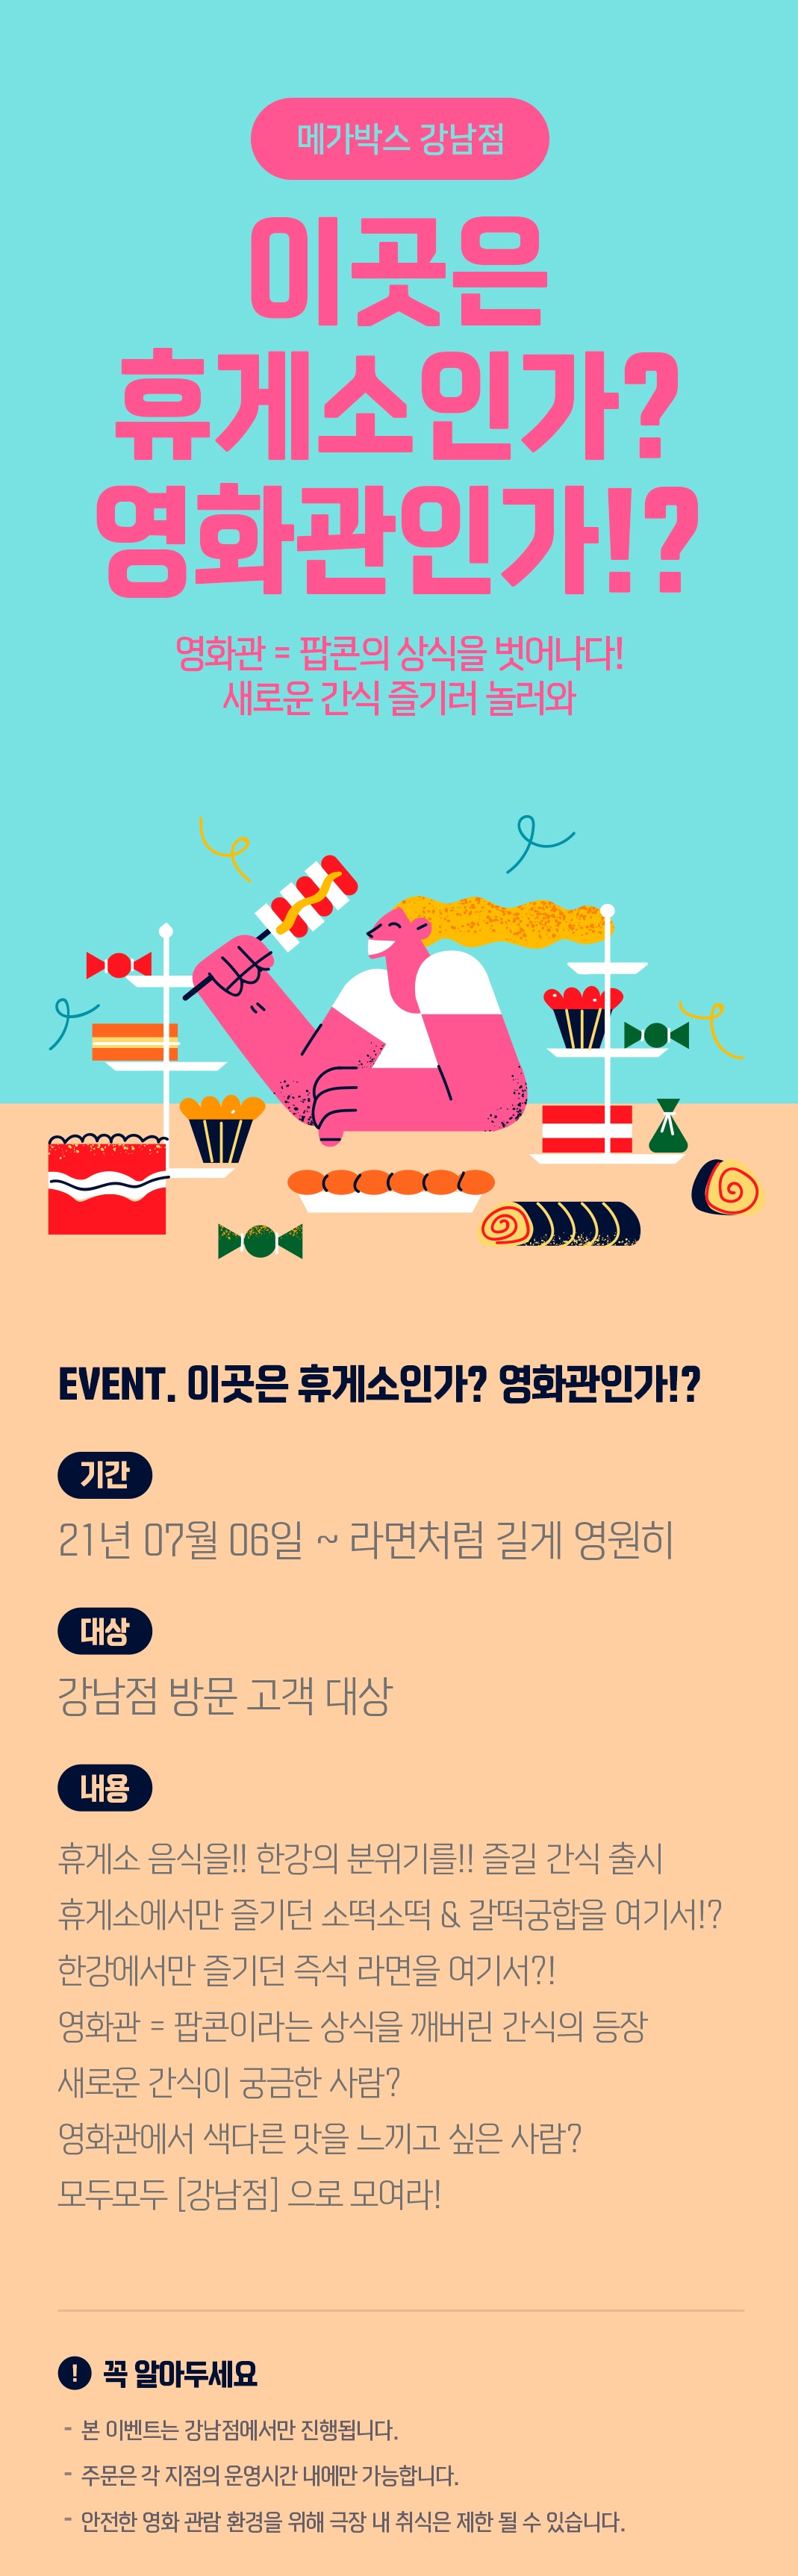 메가박스 강남점
이곳은
휴게소인가?
영화관인가!?
영화관 = 팝콘의 상식을 벗어나다!
새로운 간식 즐기러 놀러와
EVENT. 이곳은 휴게소인가? 영화관인가!?
기간
21년 07월 06일 ~ 라면처럼 길게 영원히
대상
강남점 방문 고객 대상
내용
휴게소 음식을!! 한강의 분위기를!! 즐길 간식 출시
휴게소에서만 즐기던 소떡소떡 & 갈떡궁합을 여기서!?
한강에서만 즐기던 즉석 라면을 여기서?!
영화관 = 팝콘이라는 상식을 깨버린 간식의 등장
새로운 간식이 궁금한 사람?
영화관에서 색다른 맛을 느끼고 싶은 사람?
모두모두 [강남점] 으로 모여라!
! 꼭 알아두세요
- 본 이벤트는 강남점에서만 진행됩니다.
- 주문은 각 지점의 운영시간 내에만 가능합니다.
- 안전한 영화 관람 환경을 위해 극장 내 취식은 제한 될 수 있습니다.